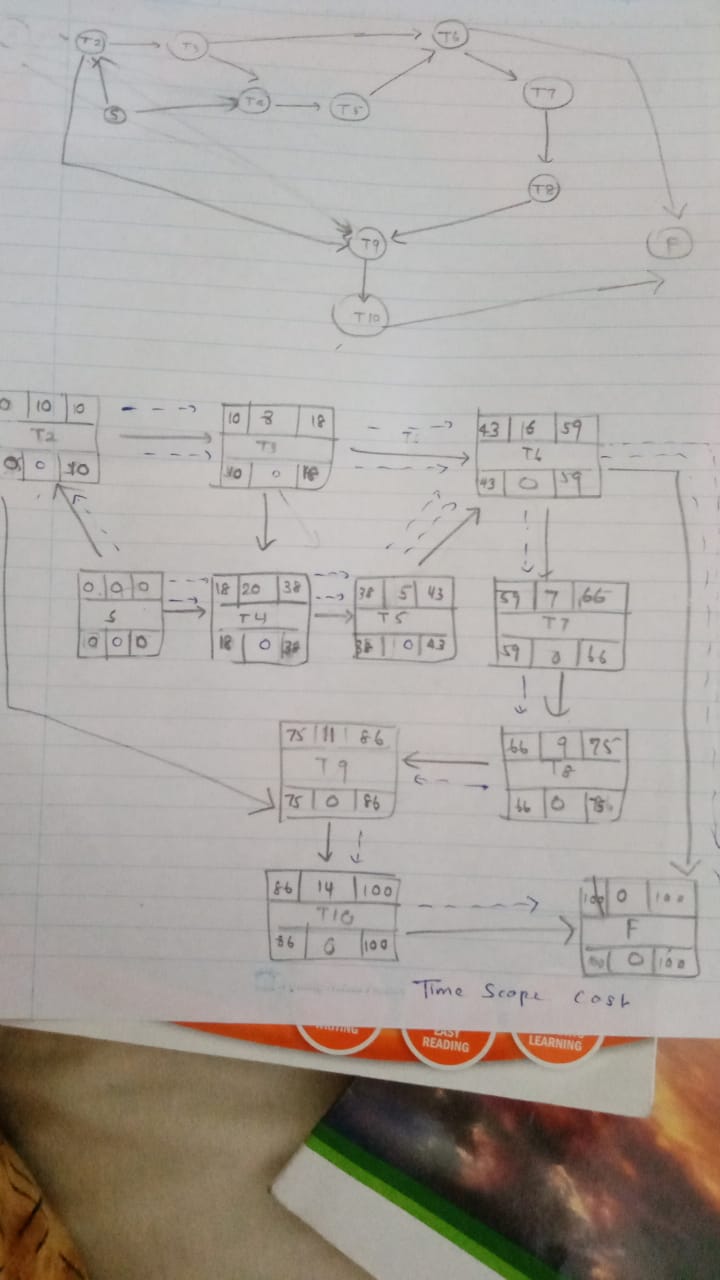 T2 T3 T6
S T4 T5 T7
T8
T9 F
T10
0 10 10
T2
0 0 10
10 8 18
T3
10 0 18
43 16 59
T6
43 0 59
0 0 0
S
0 0 0
18 20 38
T4
18 0 38
38 5 43
T5
38 0 43
59 7 66
T7
59 0 66
75 11 86
T9
75 0 86
66 9 75
T8
66 0 75
86 14 100
T10
86 0 100
100 0 100
F
100 0 100
Time Scope Cost
WRITING
EASY
READING
LEARNING